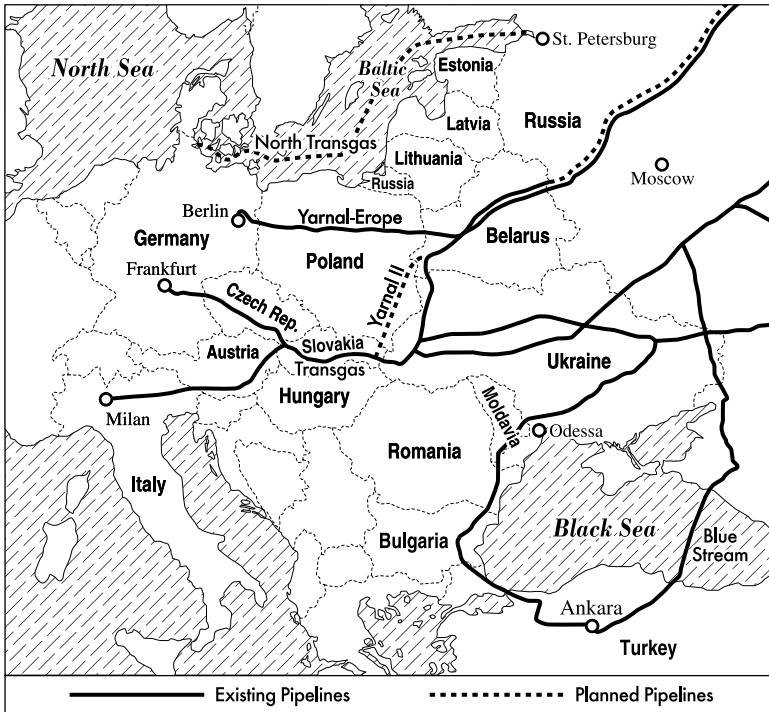 North Sea
Baltic
Sea
St. Petersburg
Estonia
Latvia
Russia
North Transgas
Lithuania
Russia
Moscow
Berlin
Yarnal-Erope
Germany
Belarus
Poland
Frankfurt
Yarnal II
Czech Rep.
Slovakia
Austria
Transgas
Ukraine
Hungary
Milan
Moldavia
Odessa
Romania
Italy
Black Sea
Bulgaria
Blue
Stream
Ankara
Turkey
Existing Pipelines
Planned Pipelines